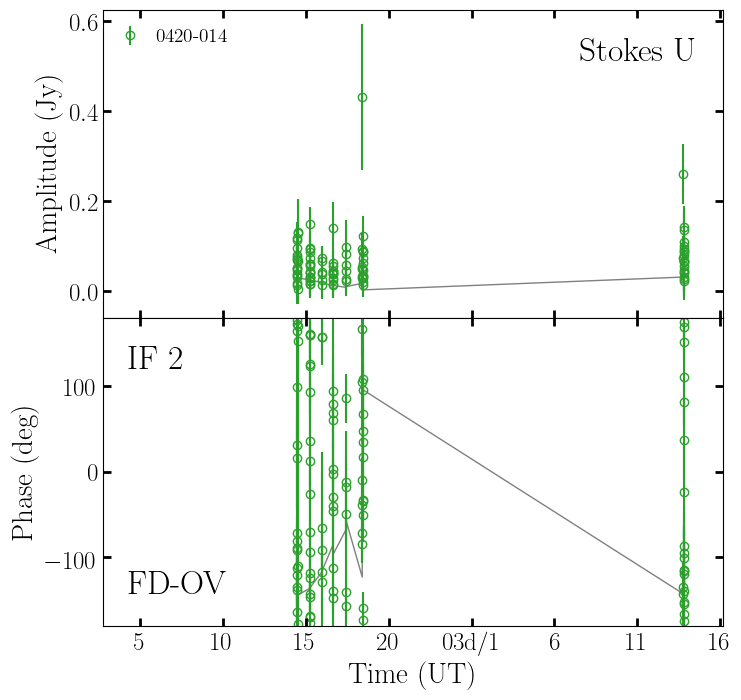 0420-014
Stokes U
0.6
0.4
0.2
0.0
Amplitude (Jy)
IF 2
FD-OV
100
0
−100
Phase (deg)
5 10 15 20 03d/1 6 11 16
Time (UT)